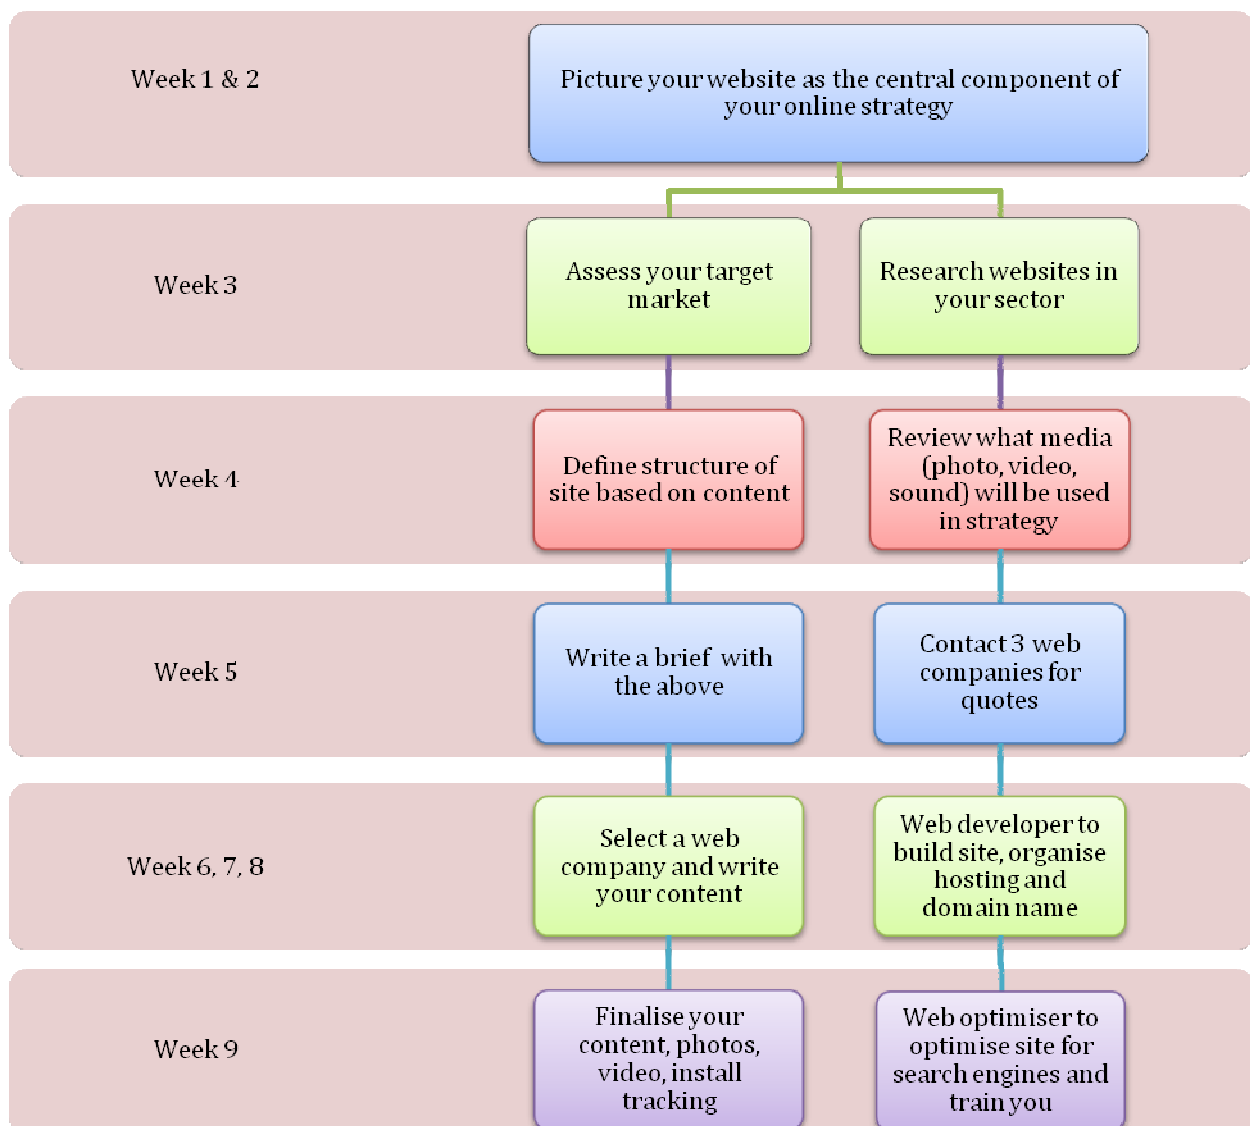 Week 1 & 2
Picture your website as the central component of
your online strategy
Week 3
Assess your target
market
Research websites in
your sector
Week 4
Define structure of
site based on content
Review what media
(photo, video,
sound) will be used
in strategy
Week 5
Write a brief with
the above
Contact 3 web
companies for
quotes
Week 6, 7, 8
Select a web
company and write
your content
Web developer to
build site, organise
hosting and
domain name
Week 9
Finalise your
content, photos,
video, install
tracking
Web optimiser to
optimise site for
search engines and
train you